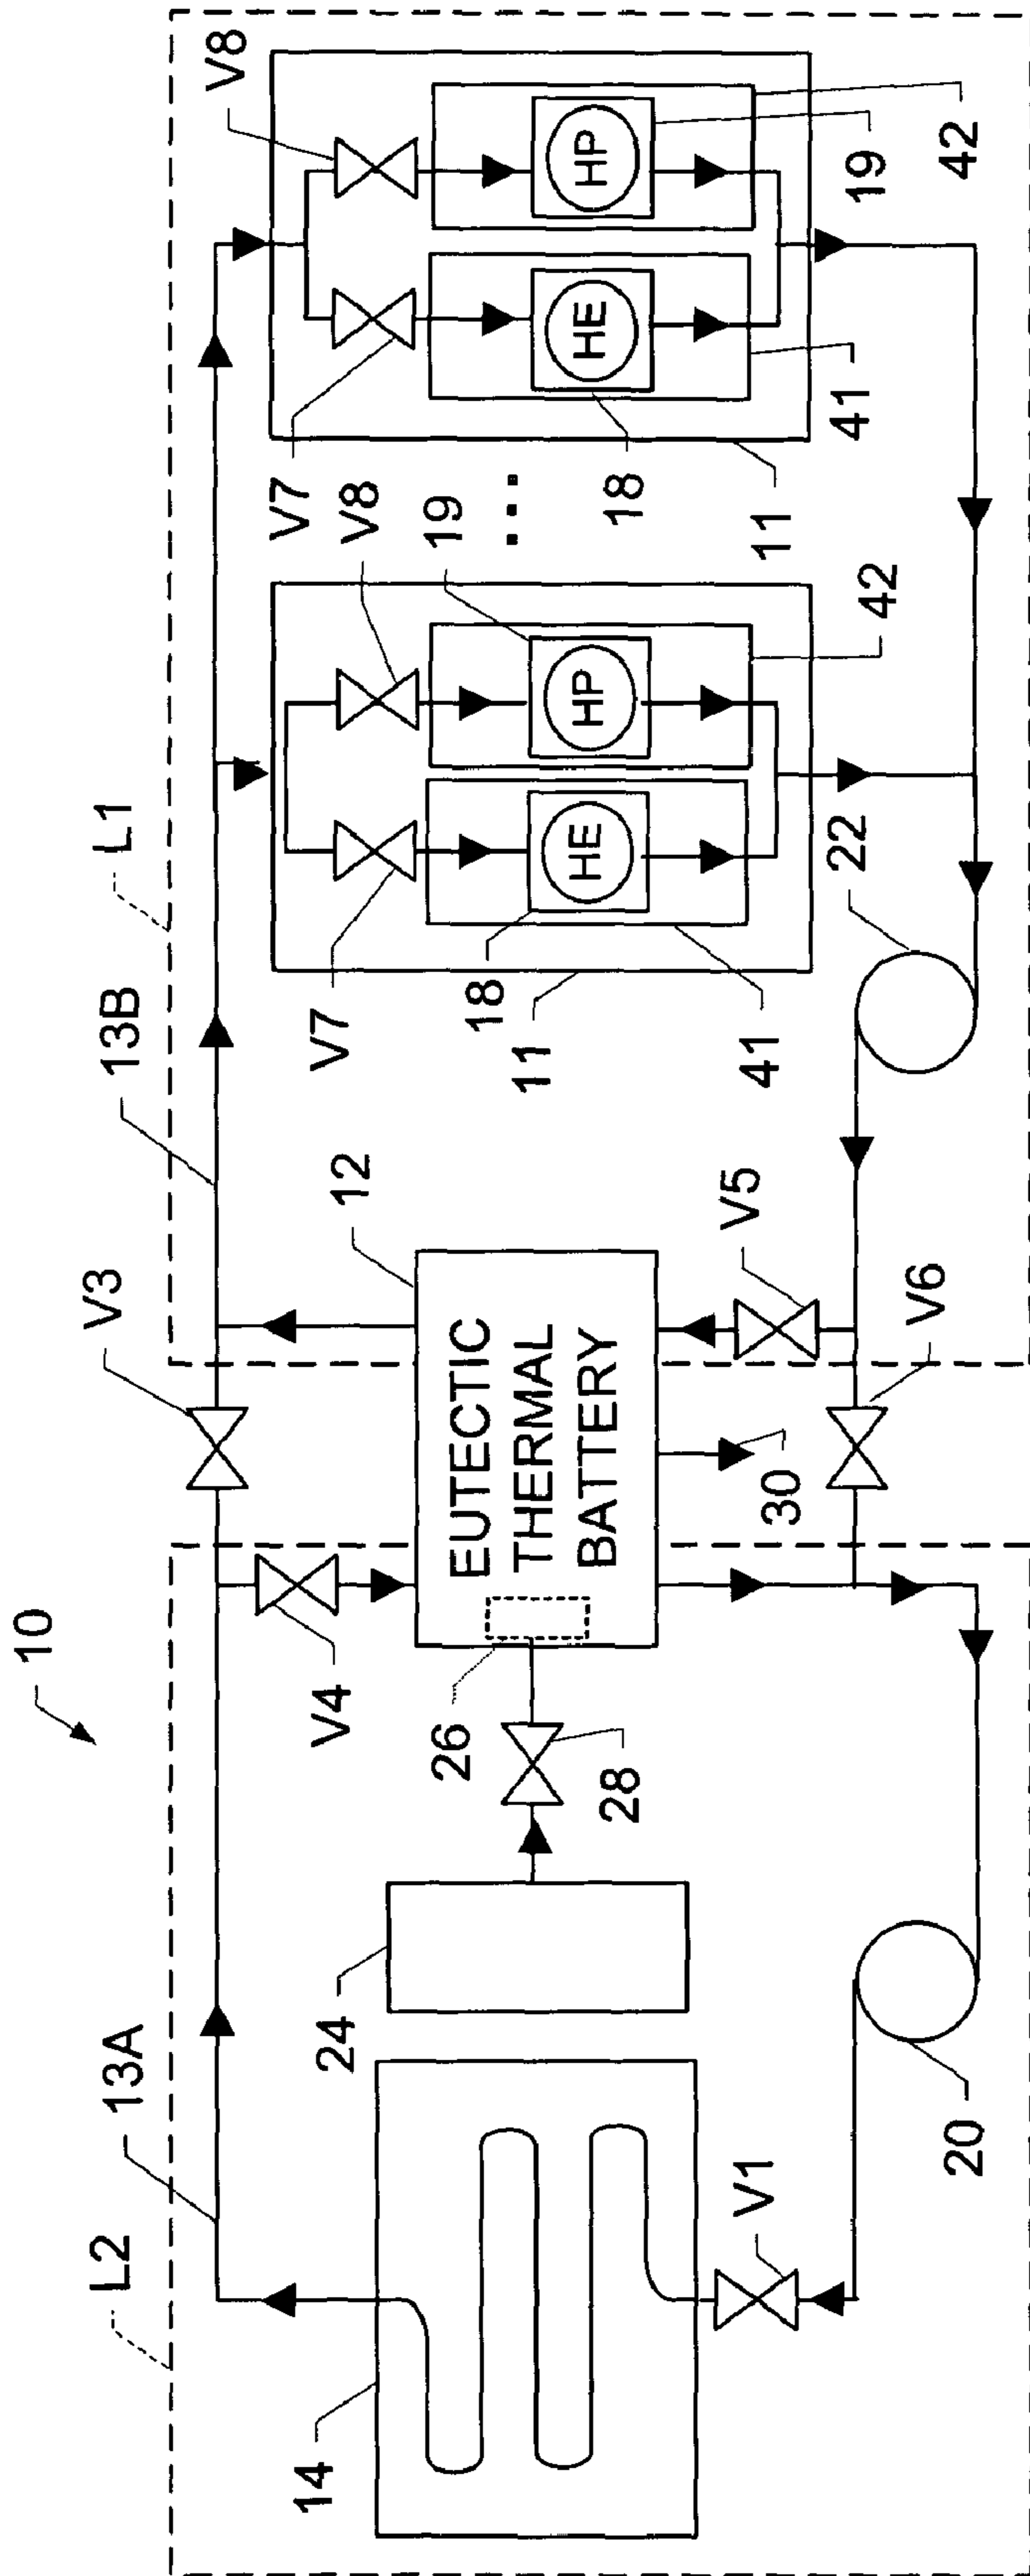 10
L2
13A
V3
13B
L1
V8
14
24
V4
26
28
EUTECTIC
THERMAL
BATTERY
12
30
V1
20
V5
V6
22
V7
18
11
41
HE
HP
V8
19
42
...
V7
18
11
41
HE
HP
19
42